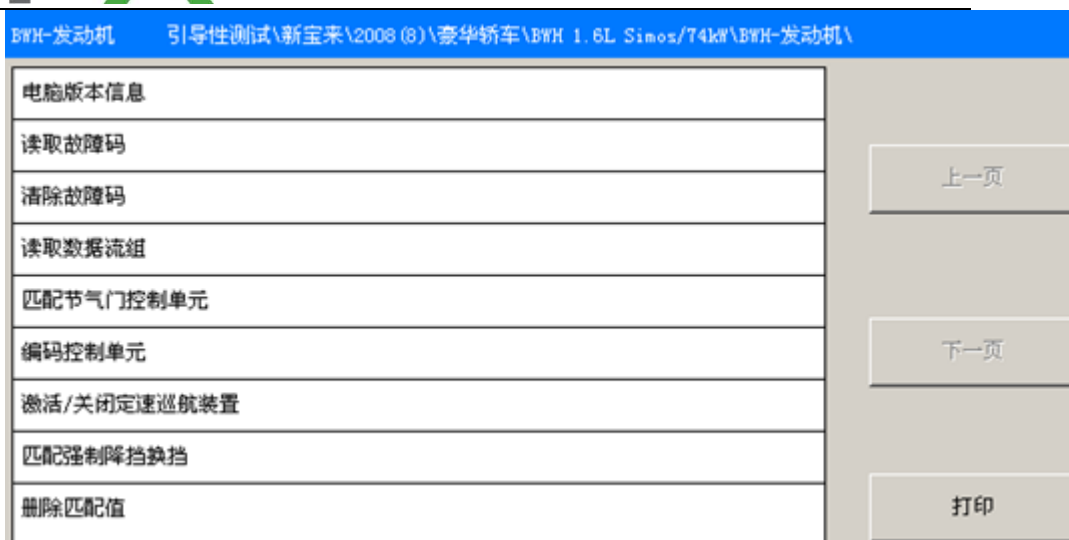 BWH-发动机 引导性测试\新宝来\2008(8)\豪华轿车\BWH 1.6L Simos/74kW\BWH-发动机\
电脑版本信息
读取故障码
清除故障码
读取数据流组
匹配节气门控制单元
编码控制单元
激活/关闭定速巡航装置
匹配强制降挡换挡
删除匹配值
上一页
下一页
打印